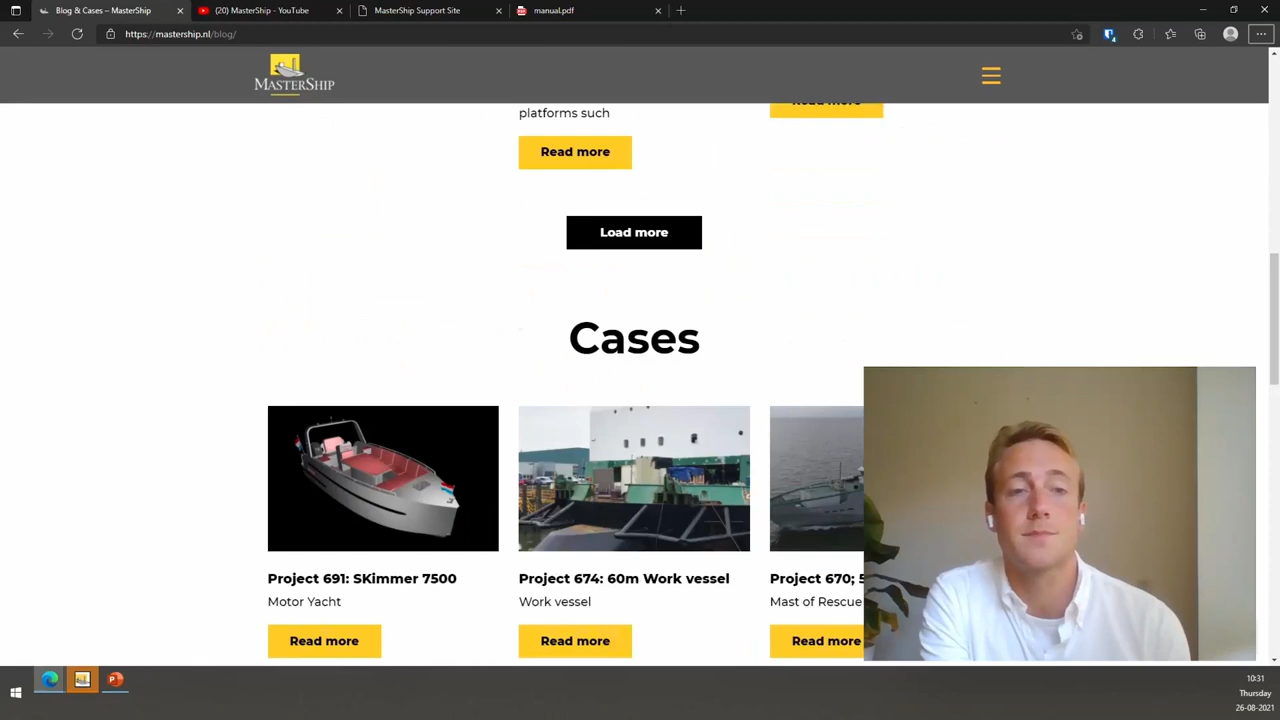 Blog & Cases – MasterShip
(20) MasterShip - YouTube
MasterShip Support Site
manual.pdf
https://mastership.nl/blog/
MASTERSHIP
platforms such
Read more
Read more
Load more
Cases
Project 691: SKimmer 7500
Motor Yacht
Read more
Project 674: 60m Work vessel
Work vessel
Read more
Project 670; 5
Mast of Rescue
Read more
10:31
Thursday
26-08-2021